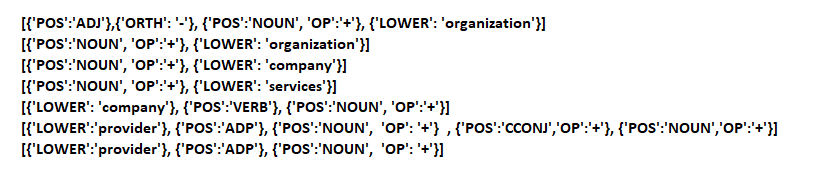 [{'POS':'ADJ'},{'ORTH': '-'}, {'POS':'NOUN', 'OP':'+'}, {'LOWER': 'organization'}]
[{'POS':'NOUN', 'OP':'+'}, {'LOWER': 'organization'}]
[{'POS':'NOUN', 'OP':'+'}, {'LOWER': 'company'}]
[{'POS':'NOUN', 'OP':'+'}, {'LOWER': 'services'}]
[{'LOWER': 'company'}, {'POS':'VERB'}, {'POS':'NOUN', 'OP':'+'}]
[{'LOWER':'provider'}, {'POS':'ADP'}, {'POS':'NOUN',  'OP': '+'}  , {'POS':'CCONJ','OP':'+'}, {'POS':'NOUN','OP':'+'}]
[{'LOWER':'provider'}, {'POS':'ADP'}, {'POS':'NOUN',  'OP': '+'}]